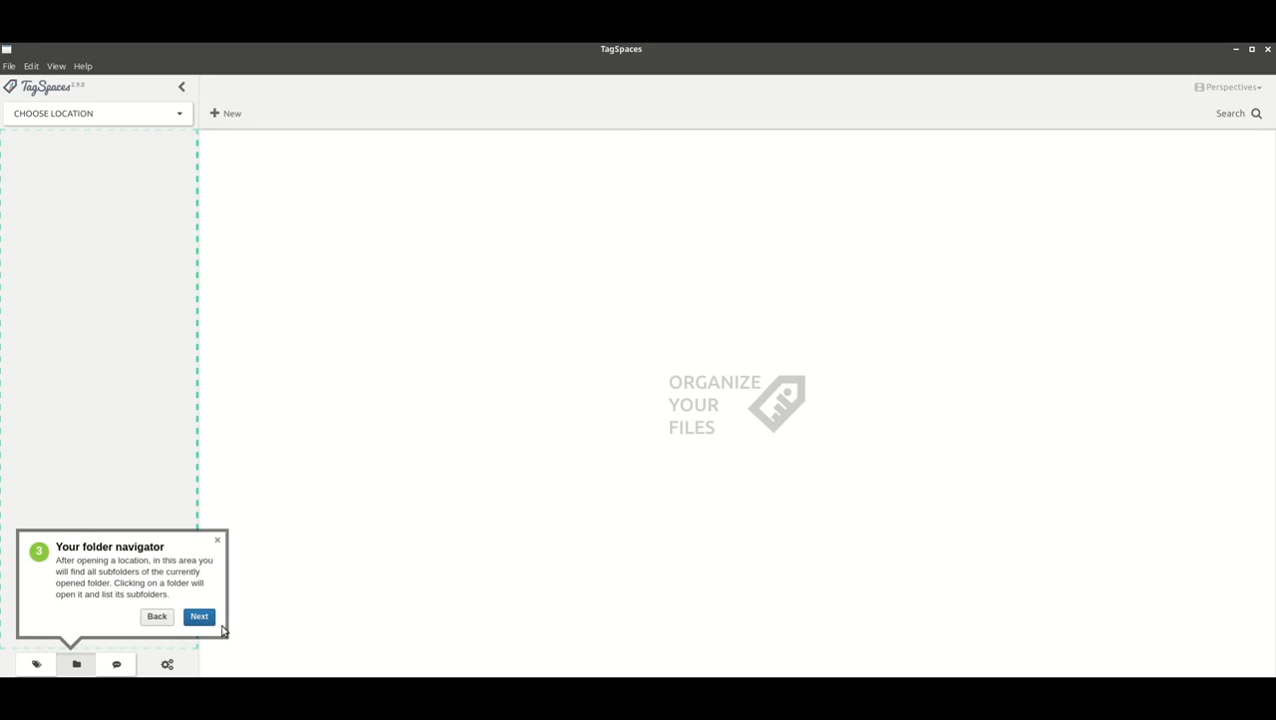 TagSpaces
File Edit View Help
TagSpaces 2.9.0
Perspectives
CHOOSE LOCATION
New
Search
ORGANIZE
YOUR
FILES
3
Your folder navigator
After opening a location, in this area you
will find all subfolders of the currently
opened folder. Clicking on a folder will
open it and list its subfolders.
Back Next